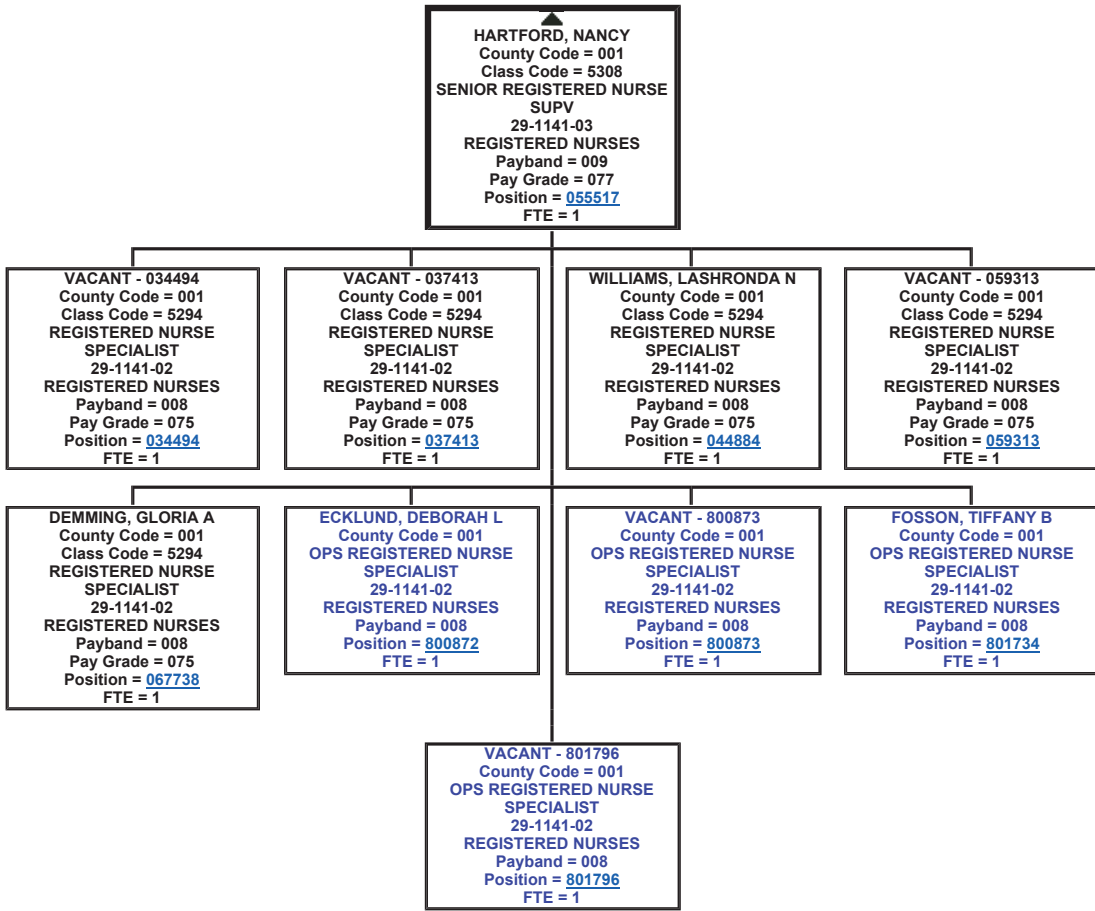 HARTFORD, NANCY
County Code = 001
Class Code = 5308
SENIOR REGISTERED NURSE
SUPV
29-1141-03
REGISTERED NURSES
Payband = 009
Pay Grade = 077
Position = 055517
FTE = 1
VACANT - 034494
County Code = 001
Class Code = 5294
REGISTERED NURSE
SPECIALIST
29-1141-02
REGISTERED NURSES
Payband = 008
Pay Grade = 075
Position = 034494
FTE = 1
VACANT - 037413
County Code = 001
Class Code = 5294
REGISTERED NURSE
SPECIALIST
29-1141-02
REGISTERED NURSES
Payband = 008
Pay Grade = 075
Position = 037413
FTE = 1
WILLIAMS, LASHRONDA N
County Code = 001
Class Code = 5294
REGISTERED NURSE
SPECIALIST
29-1141-02
REGISTERED NURSES
Payband = 008
Pay Grade = 075
Position = 044884
FTE = 1
VACANT - 059313
County Code = 001
Class Code = 5294
REGISTERED NURSE
SPECIALIST
29-1141-02
REGISTERED NURSES
Payband = 008
Pay Grade = 075
Position = 059313
FTE = 1
DEMMING, GLORIA A
County Code = 001
Class Code = 5294
REGISTERED NURSE
SPECIALIST
29-1141-02
REGISTERED NURSES
Payband = 008
Pay Grade = 075
Position = 067738
FTE = 1
ECKLUND, DEBORAH L
County Code = 001
OPS REGISTERED NURSE
SPECIALIST
29-1141-02
REGISTERED NURSES
Payband = 008
Position = 800872
FTE = 1
VACANT - 800873
County Code = 001
OPS REGISTERED NURSE
SPECIALIST
29-1141-02
REGISTERED NURSES
Payband = 008
Position = 800873
FTE = 1
FOSSON, TIFFANY B
County Code = 001
OPS REGISTERED NURSE
SPECIALIST
29-1141-02
REGISTERED NURSES
Payband = 008
Position = 801734
FTE = 1
VACANT - 801796
County Code = 001
OPS REGISTERED NURSE
SPECIALIST
29-1141-02
REGISTERED NURSES
Payband = 008
Position = 801796
FTE = 1